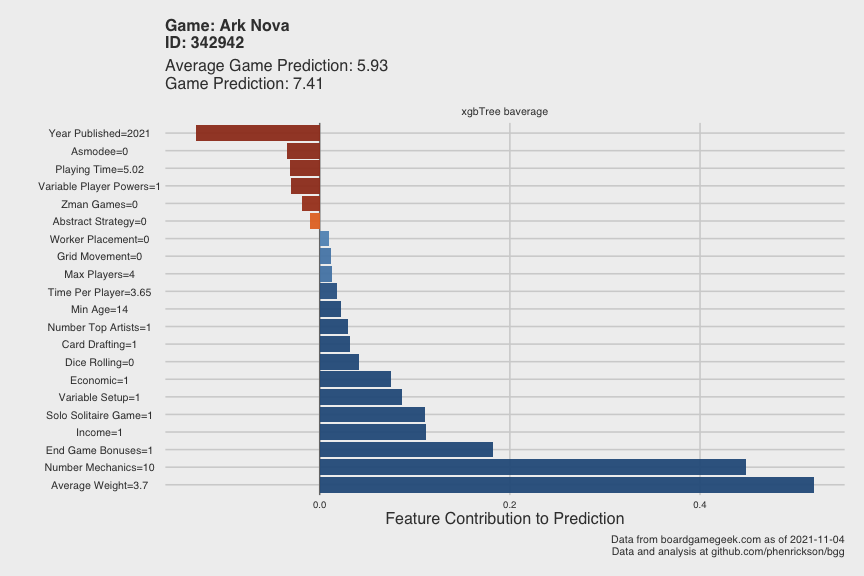 Game: Ark Nova
ID: 342942
Average Game Prediction: 5.93
Game Prediction: 7.41
xgbTree baverage
Year Published=2021
Asmodee=0
Playing Time=5.02
Variable Player Powers=1
Zman Games=0
Abstract Strategy=0
Worker Placement=0
Grid Movement=0
Max Players=4
Time Per Player=3.65
Min Age=14
Number Top Artists=1
Card Drafting=1
Dice Rolling=0
Economic=1
Variable Setup=1
Solo Solitaire Game=1
Income=1
End Game Bonuses=1
Number Mechanics=10
Average Weight=3.7
0.0 0.2 0.4
Feature Contribution to Prediction
Data from boardgamegeek.com as of 2021-11-04
Data and analysis at github.com/phenrickson/bgg